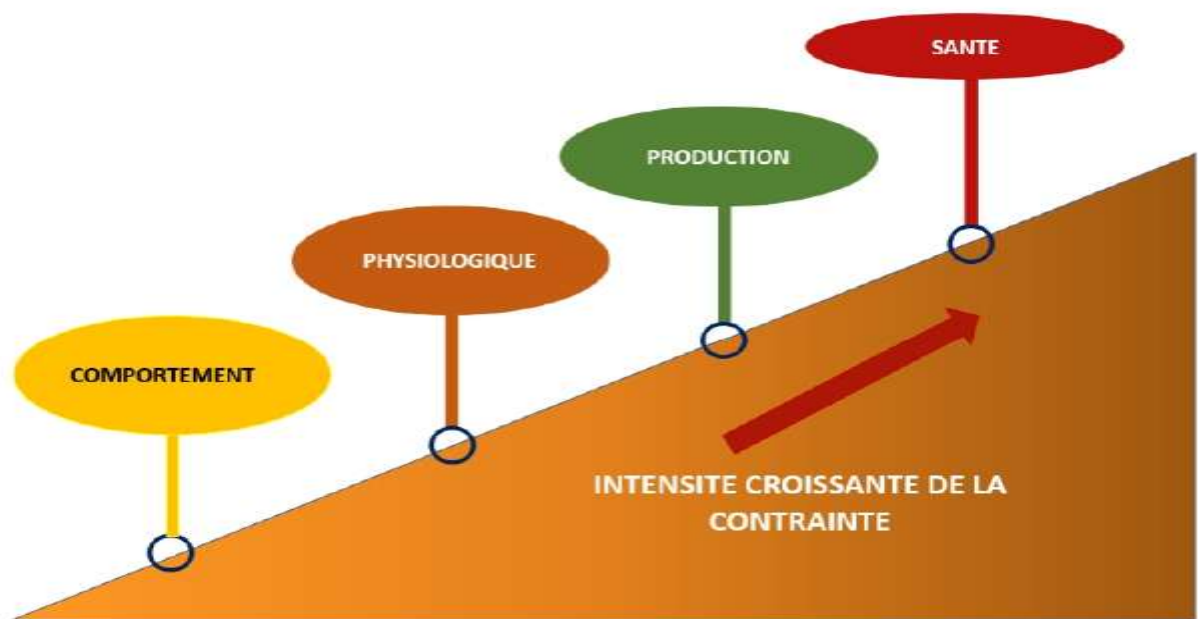 SANTE
PRODUCTION
PHYSIOLOGIQUE
COMPORTEMENT
INTENSITE CROISSANTE DE LA
CONTRAINTE